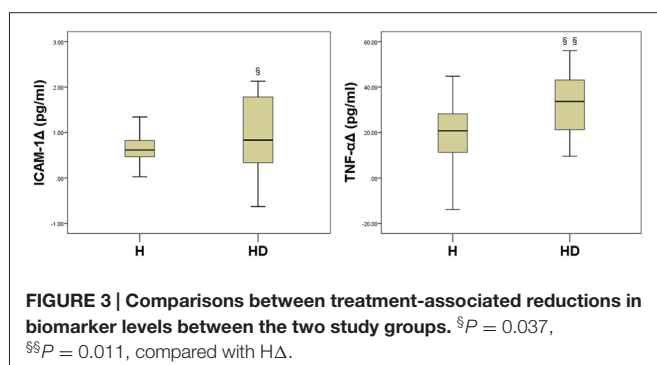 3.00
2.00
1.00
.00
-1.00
ICAM-1Δ (pg/ml)
§
H
HD
60.00
40.00
20.00
.00
-20.00
TNF-αΔ (pg/ml)
§ §
H
HD
FIGURE 3 | Comparisons between treatment-associated reductions in
biomarker levels between the two study groups. §P = 0.037,
§§P = 0.011, compared with HΔ.